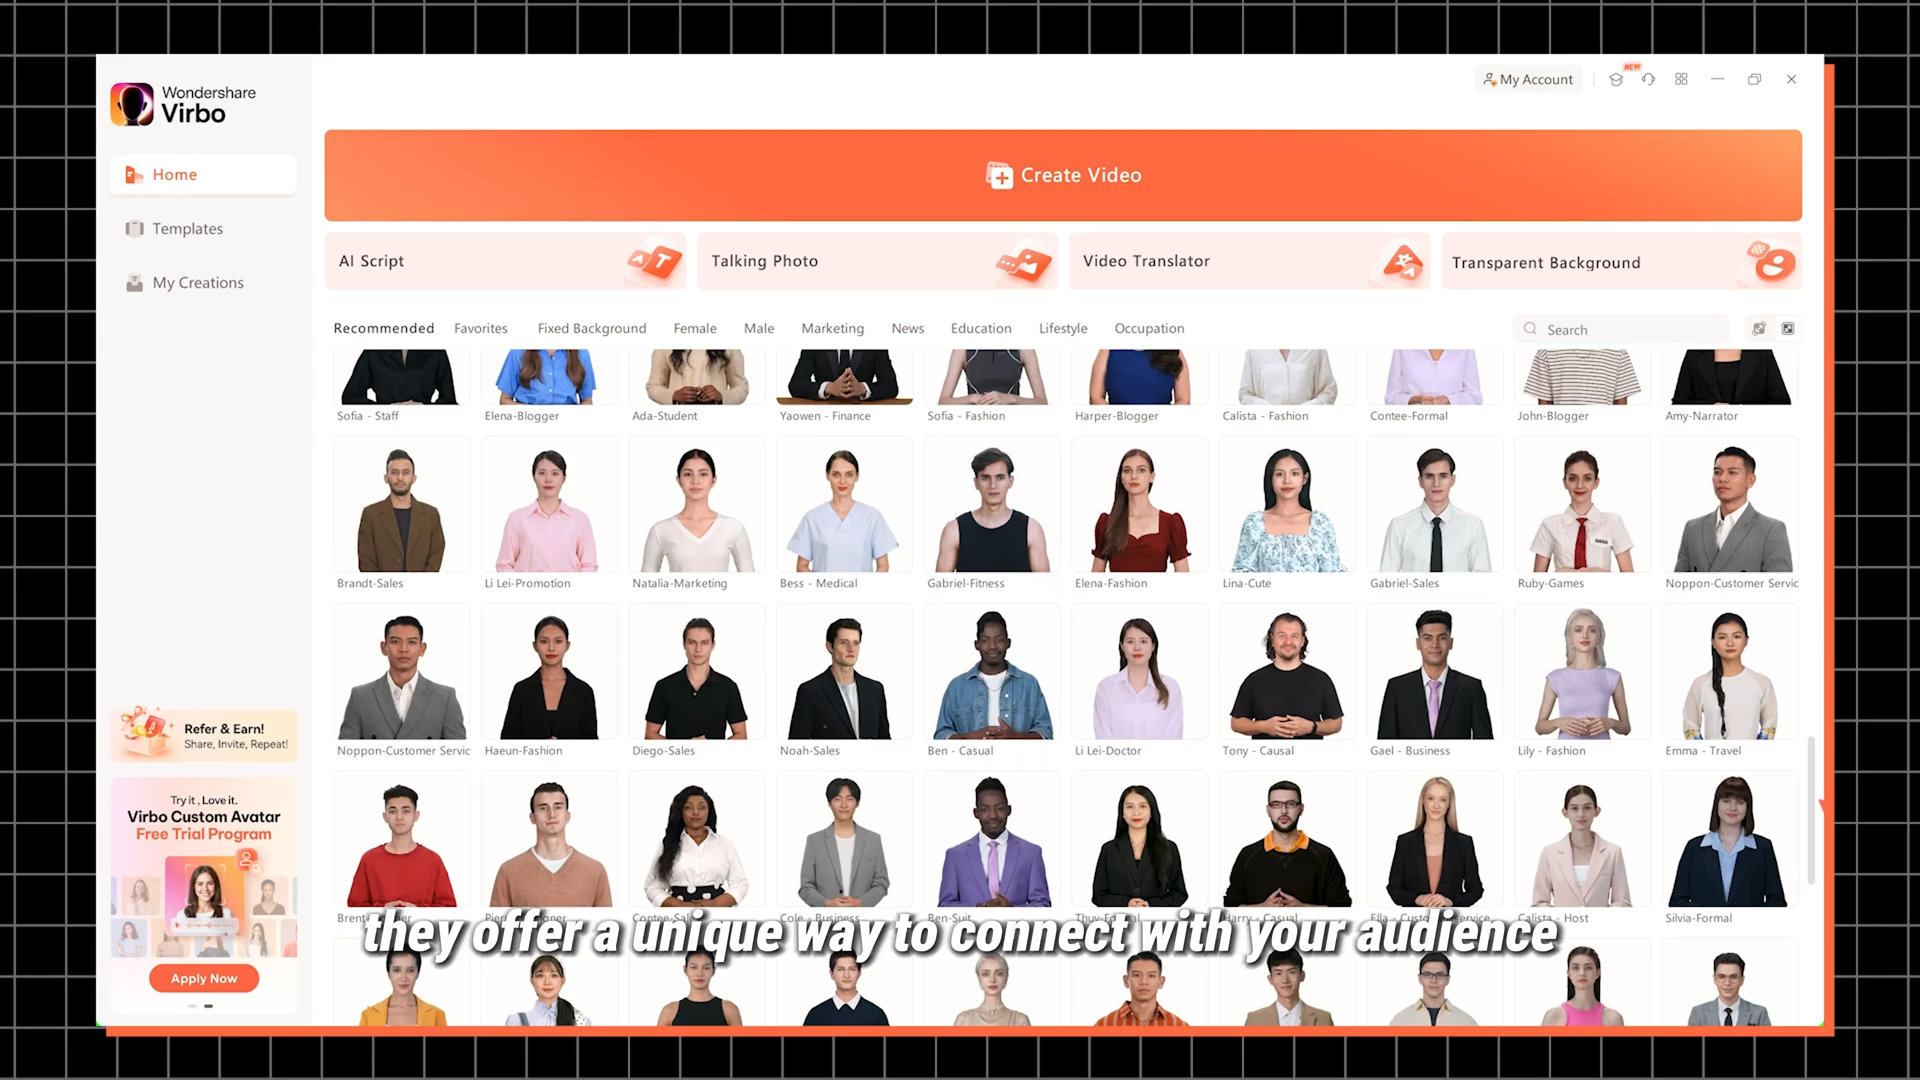 Wondershare
Virbo
My Account
NEW
Home
Templates
My Creations
Create Video
AI Script
Talking Photo
Video Translator
Transparent Background
Recommended Favorites Fixed Background Female Male Marketing News Education Lifestyle Occupation
Search
Sofia - Staff Elena-Blogger Ada-Student Yaowen - Finance Sofia - Fashion Harper-Blogger Calista - Fashion Contee-Formal John-Blogger Amy-Narrator
Brandt-Sales Li Lei-Promotion Natalia-Marketing Bess - Medical Gabriel-Fitness Elena-Fashion Lina-Cute Gabriel-Sales Ruby-Games Noppon-Customer Servic
Noppon-Customer Servic Haeun-Fashion Diego-Sales Noah-Sales Ben - Casual Li Lei-Doctor Tony - Causal Gael - Business Lily - Fashion Emma - Travel
Cole - Business Ben-Suit Harry - Casual Calista - Host Silvia-Formal
they offer a unique way to connect with your audience
Refer & Earn!
Share, Invite, Repeat!
Try it , Love it.
Virbo Custom Avatar
Free Trial Program
Apply Now